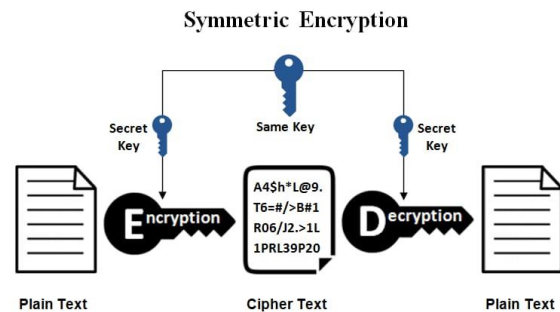 Symmetric Encryption
Secret
Key
Same Key
Secret
Key
Encryption
A4$h*L@9.
T6=#/>B#1
R06/J2.>1L
1PRL39P20
Decryption
Plain Text
Cipher Text
Plain Text